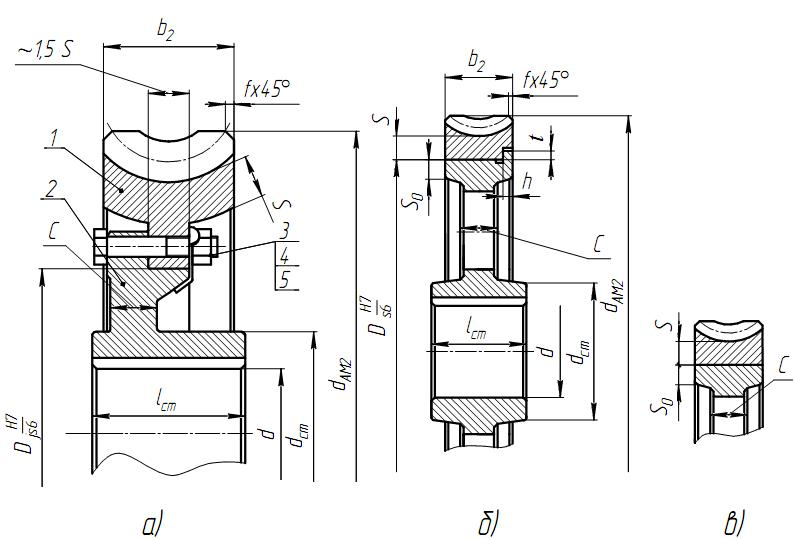 b₂
~1,5 S
fx45°
1
2
C
S
3
4
5
D H7/js6
lст
d
dст
dАМ2
а)
b₂
fx45°
S
S₀
t
h
C
D H7/s6
lст
d
dст
dАМ2
б)
S
S₀
C
в)